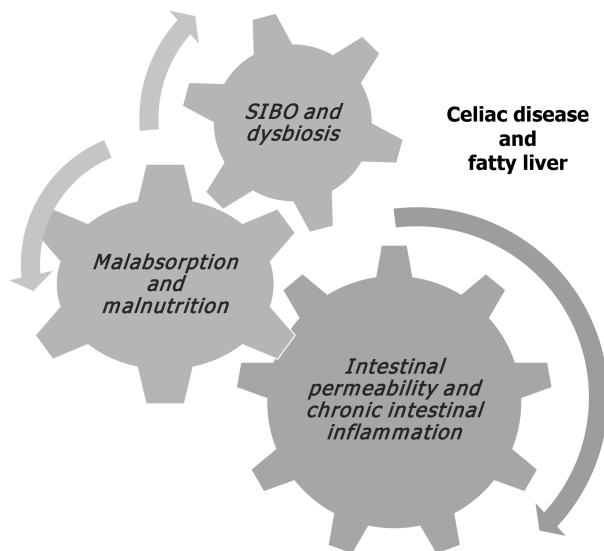 SIBO and
dysbiosis
Celiac disease
and
fatty liver
Malabsorption
and
malnutrition
Intestinal
permeability and
chronic intestinal
inflammation